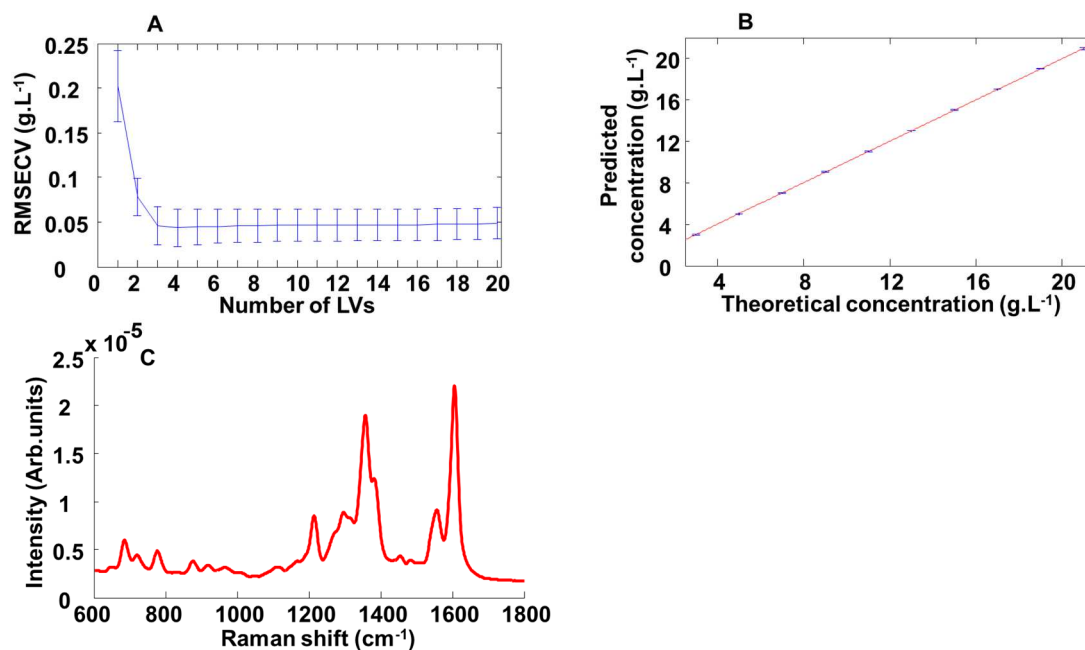 A
RMSECV (g.L-1)
0.25
0.2
0.15
0.1
0.05
0
0 2 4 6 8 10 12 14 16 18 20
Number of LVs
B
Predicted
concentration (g.L-1)
20
16
12
8
4
0
4 8 12 16 20
Theoretical concentration (g.L-1)
x 10-5
C
Intensity (Arb.units)
2.5
2
1.5
1
0.5
0
600 800 1000 1200 1400 1600 1800
Raman shift (cm-1)